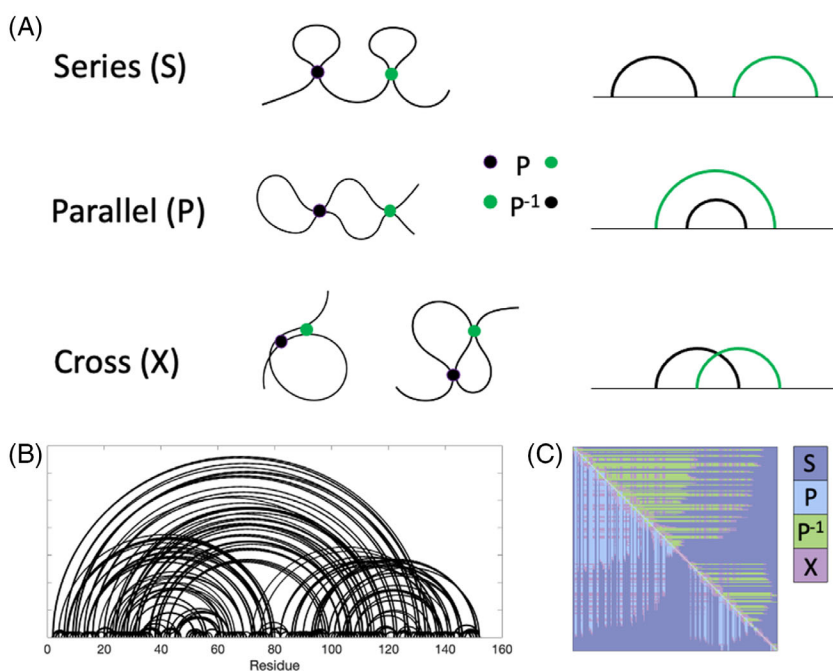 (A)
Series (S)
Parallel (P)
P
P-1
Cross (X)
(B)
0 20 40 60 80 100 120 140 160
Residue
(C)
S
P
P-1
X